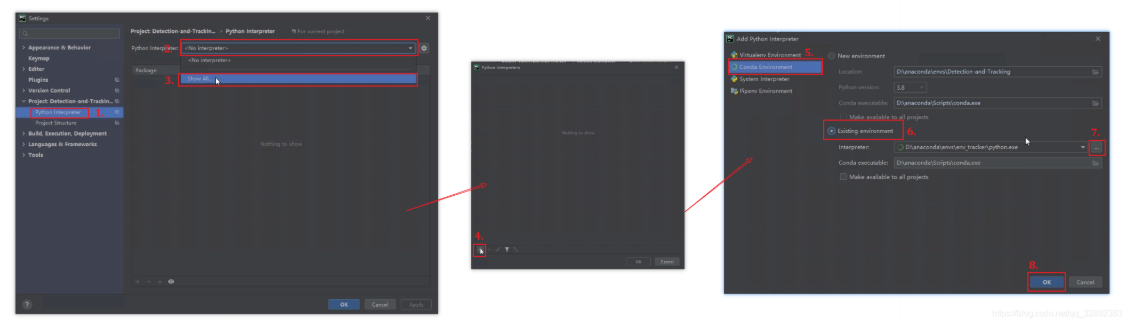 Settings
Project: Detection-and-Trackin... > Python Interpreter
For current project
Appearance & Behavior
Keymap
Editor
Plugins
Version Control
Project: Detection-and-Trackin...
Python Interpreter 1.
Project Structure
Build, Execution, Deployment
Languages & Frameworks
Tools
Python Interpreter: <No interpreter>
<No interpreter>
Package
3. Show All...
Nothing to show
OK
Cancel
Apply
Python Interpreters
Nothing to show
4.
OK
Cancel
Add Python Interpreter
Virtualenv Environment
5.
Conda Environment
System Interpreter
Pipenv Environment
New environment
Location: D:\anaconda\envs\Detection-and-Tracking
Python version: 3.8
Conda executable: D:\anaconda\Scripts\conda.exe
Make available to all projects
Existing environment 6.
7.
Interpreter: D:\anaconda\envs\env_tracker\python.exe
...
Conda executable: D:\anaconda\Scripts\conda.exe
Make available to all projects
8.
OK
Cancel